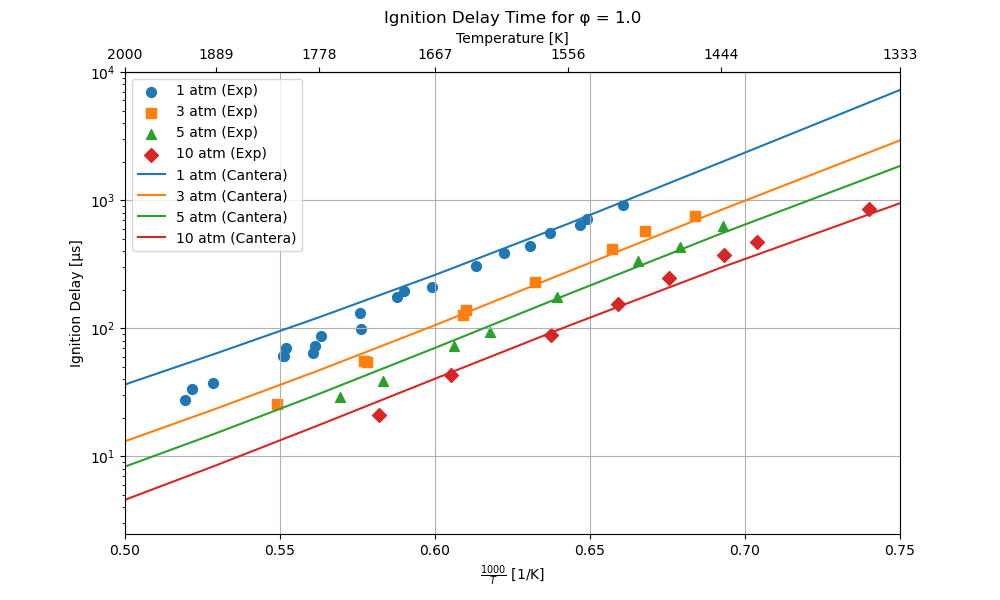 Ignition Delay Time for φ = 1.0
Temperature [K]
2000 1889 1778 1667 1556 1444 1333
10⁴
10³
10²
10¹
Ignition Delay [μs]
1 atm (Exp)
3 atm (Exp)
5 atm (Exp)
10 atm (Exp)
1 atm (Cantera)
3 atm (Cantera)
5 atm (Cantera)
10 atm (Cantera)
0.50 0.55 0.60 0.65 0.70 0.75
1000/T [1/K]